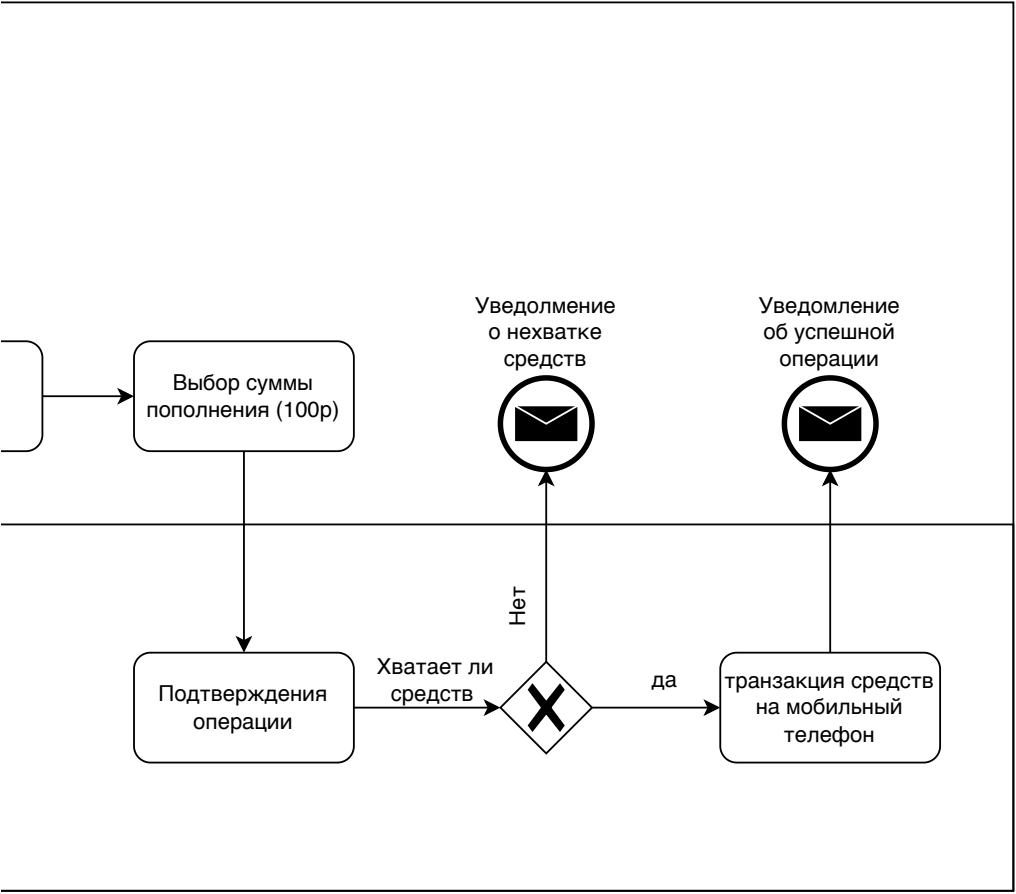 Уведолмение
о нехватке
средств
Уведомление
об успешной
операции
Выбор суммы
пополнения (100р)
Нет
Подтверждения
операции
Хватает ли
средств
да
транзакция средств
на мобильный
телефон